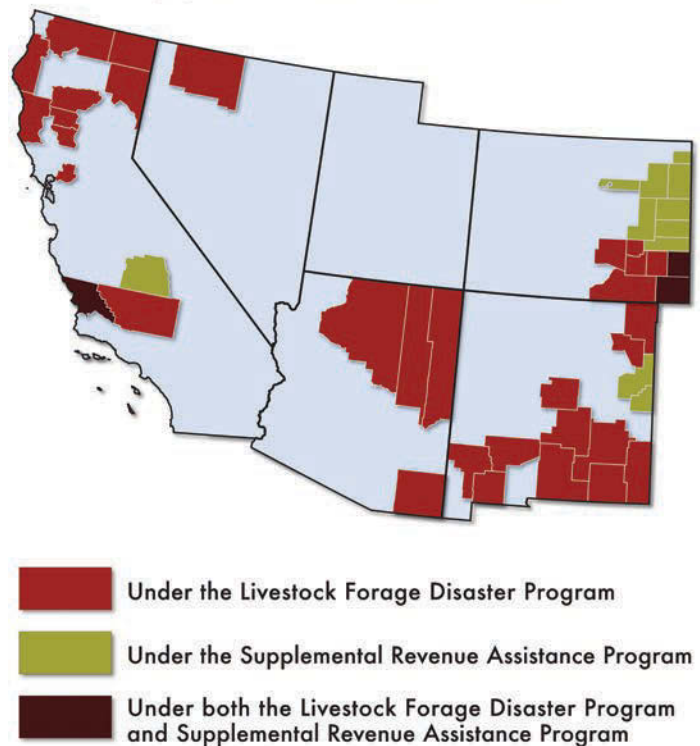 Under the Livestock Forage Disaster Program
Under the Supplemental Revenue Assistance Program
Under both the Livestock Forage Disaster Program
and Supplemental Revenue Assistance Program